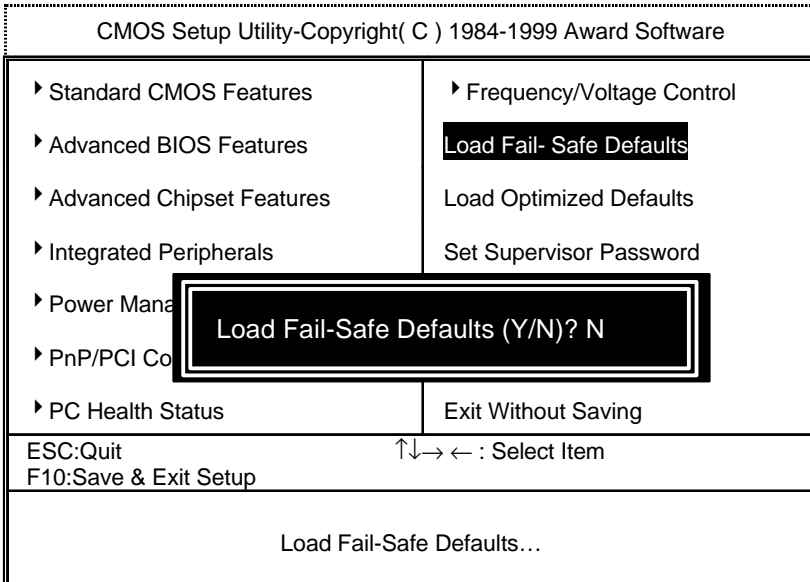 CMOS Setup Utility-Copyright( C ) 1984-1999 Award Software
Standard CMOS Features
Frequency/Voltage Control
Advanced BIOS Features
Load Fail- Safe Defaults
Advanced Chipset Features
Load Optimized Defaults
Integrated Peripherals
Set Supervisor Password
Power
Load Fail-Safe Defaults (Y/N)? N
PnP/PCI
PC Health Status
Exit Without Saving
ESC:Quit
↑↓→ ← : Select Item
F10:Save & Exit Setup
Load Fail-Safe Defaults…